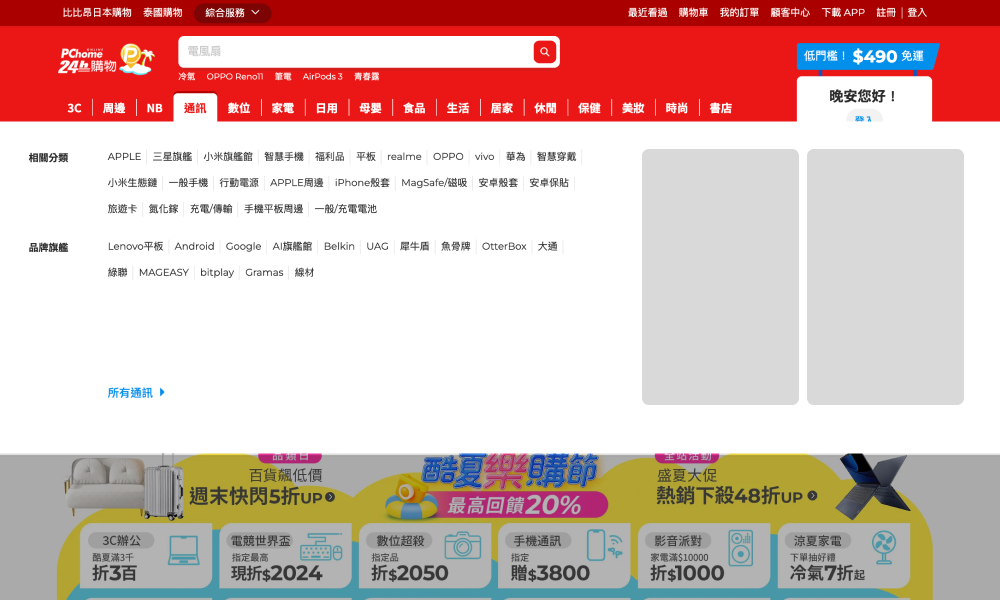 比比昂日本購物 泰國購物 綜合服務 最近看過 購物車 我的訂單 顧客中心 下載 APP 註冊 | 登入
PChome ONLINE
24h購物
電風扇
低門檻！ $490 免運
冷氣 OPPO Reno11 筆電 AirPods 3 青春露
晚安您好！
登入
3C 周邊 NB 通訊 數位 家電 日用 母嬰 食品 生活 居家 休閒 保健 美妝 時尚 書店
相關分類 APPLE 三星旗艦 小米旗艦館 智慧手機 福利品 平板 realme OPPO vivo 華為 智慧穿戴
小米生態鏈 一般手機 行動電源 APPLE周邊 iPhone殼套 MagSafe/磁吸 安卓殼套 安卓保貼
旅遊卡 氮化鎵 充電/傳輸 手機平板周邊 一般/充電電池
品牌旗艦 Lenovo平板 Android Google AI旗艦館 Belkin UAG 犀牛盾 魚骨牌 OtterBox 大通
綠聯 MAGEASY bitplay Gramas 線材
所有通訊
品類日
百貨飆低價
週末快閃5折UP
酷夏樂購節
最高回饋20%
全站活動
盛夏大促
熱銷下殺48折UP
3C辦公
酷夏滿3千
折3百
電競世界盃
指定最高
現折$2024
數位超殺
指定品
折$2050
手機通訊
指定
贈$3800
影音派對
家電滿$10000
折$1000
涼夏家電
下單抽好禮
冷氣7折起